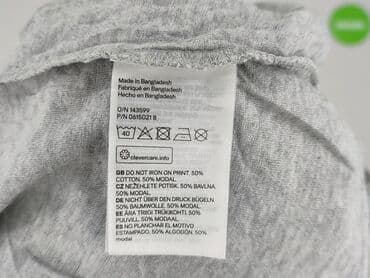 Made in Bangladesh
Fabriqué en Bangladesh
Hecho en Bangladesh
O/N 143599
P/N 0615021 8
40
clevercare.info
GB DO NOT IRON ON PRINT. 50%
COTTON. 50% MODAL.
CZ NEŽEHLETE POTISK. 50% BAVLNA
50% MODAL.
DE NICHT ÜBER DEN DRUCK BÜGELN
50% BAUMWOLLE. 50% MODAL.
EE ÄRA TRIIGI TRÜKKOHTI 50%
PUUVILL. 50% MODAAL.
ES NO PLANCHAR EL MOTIVO
ESTAMPADO, 50% ALGODÓN. 50%
modal